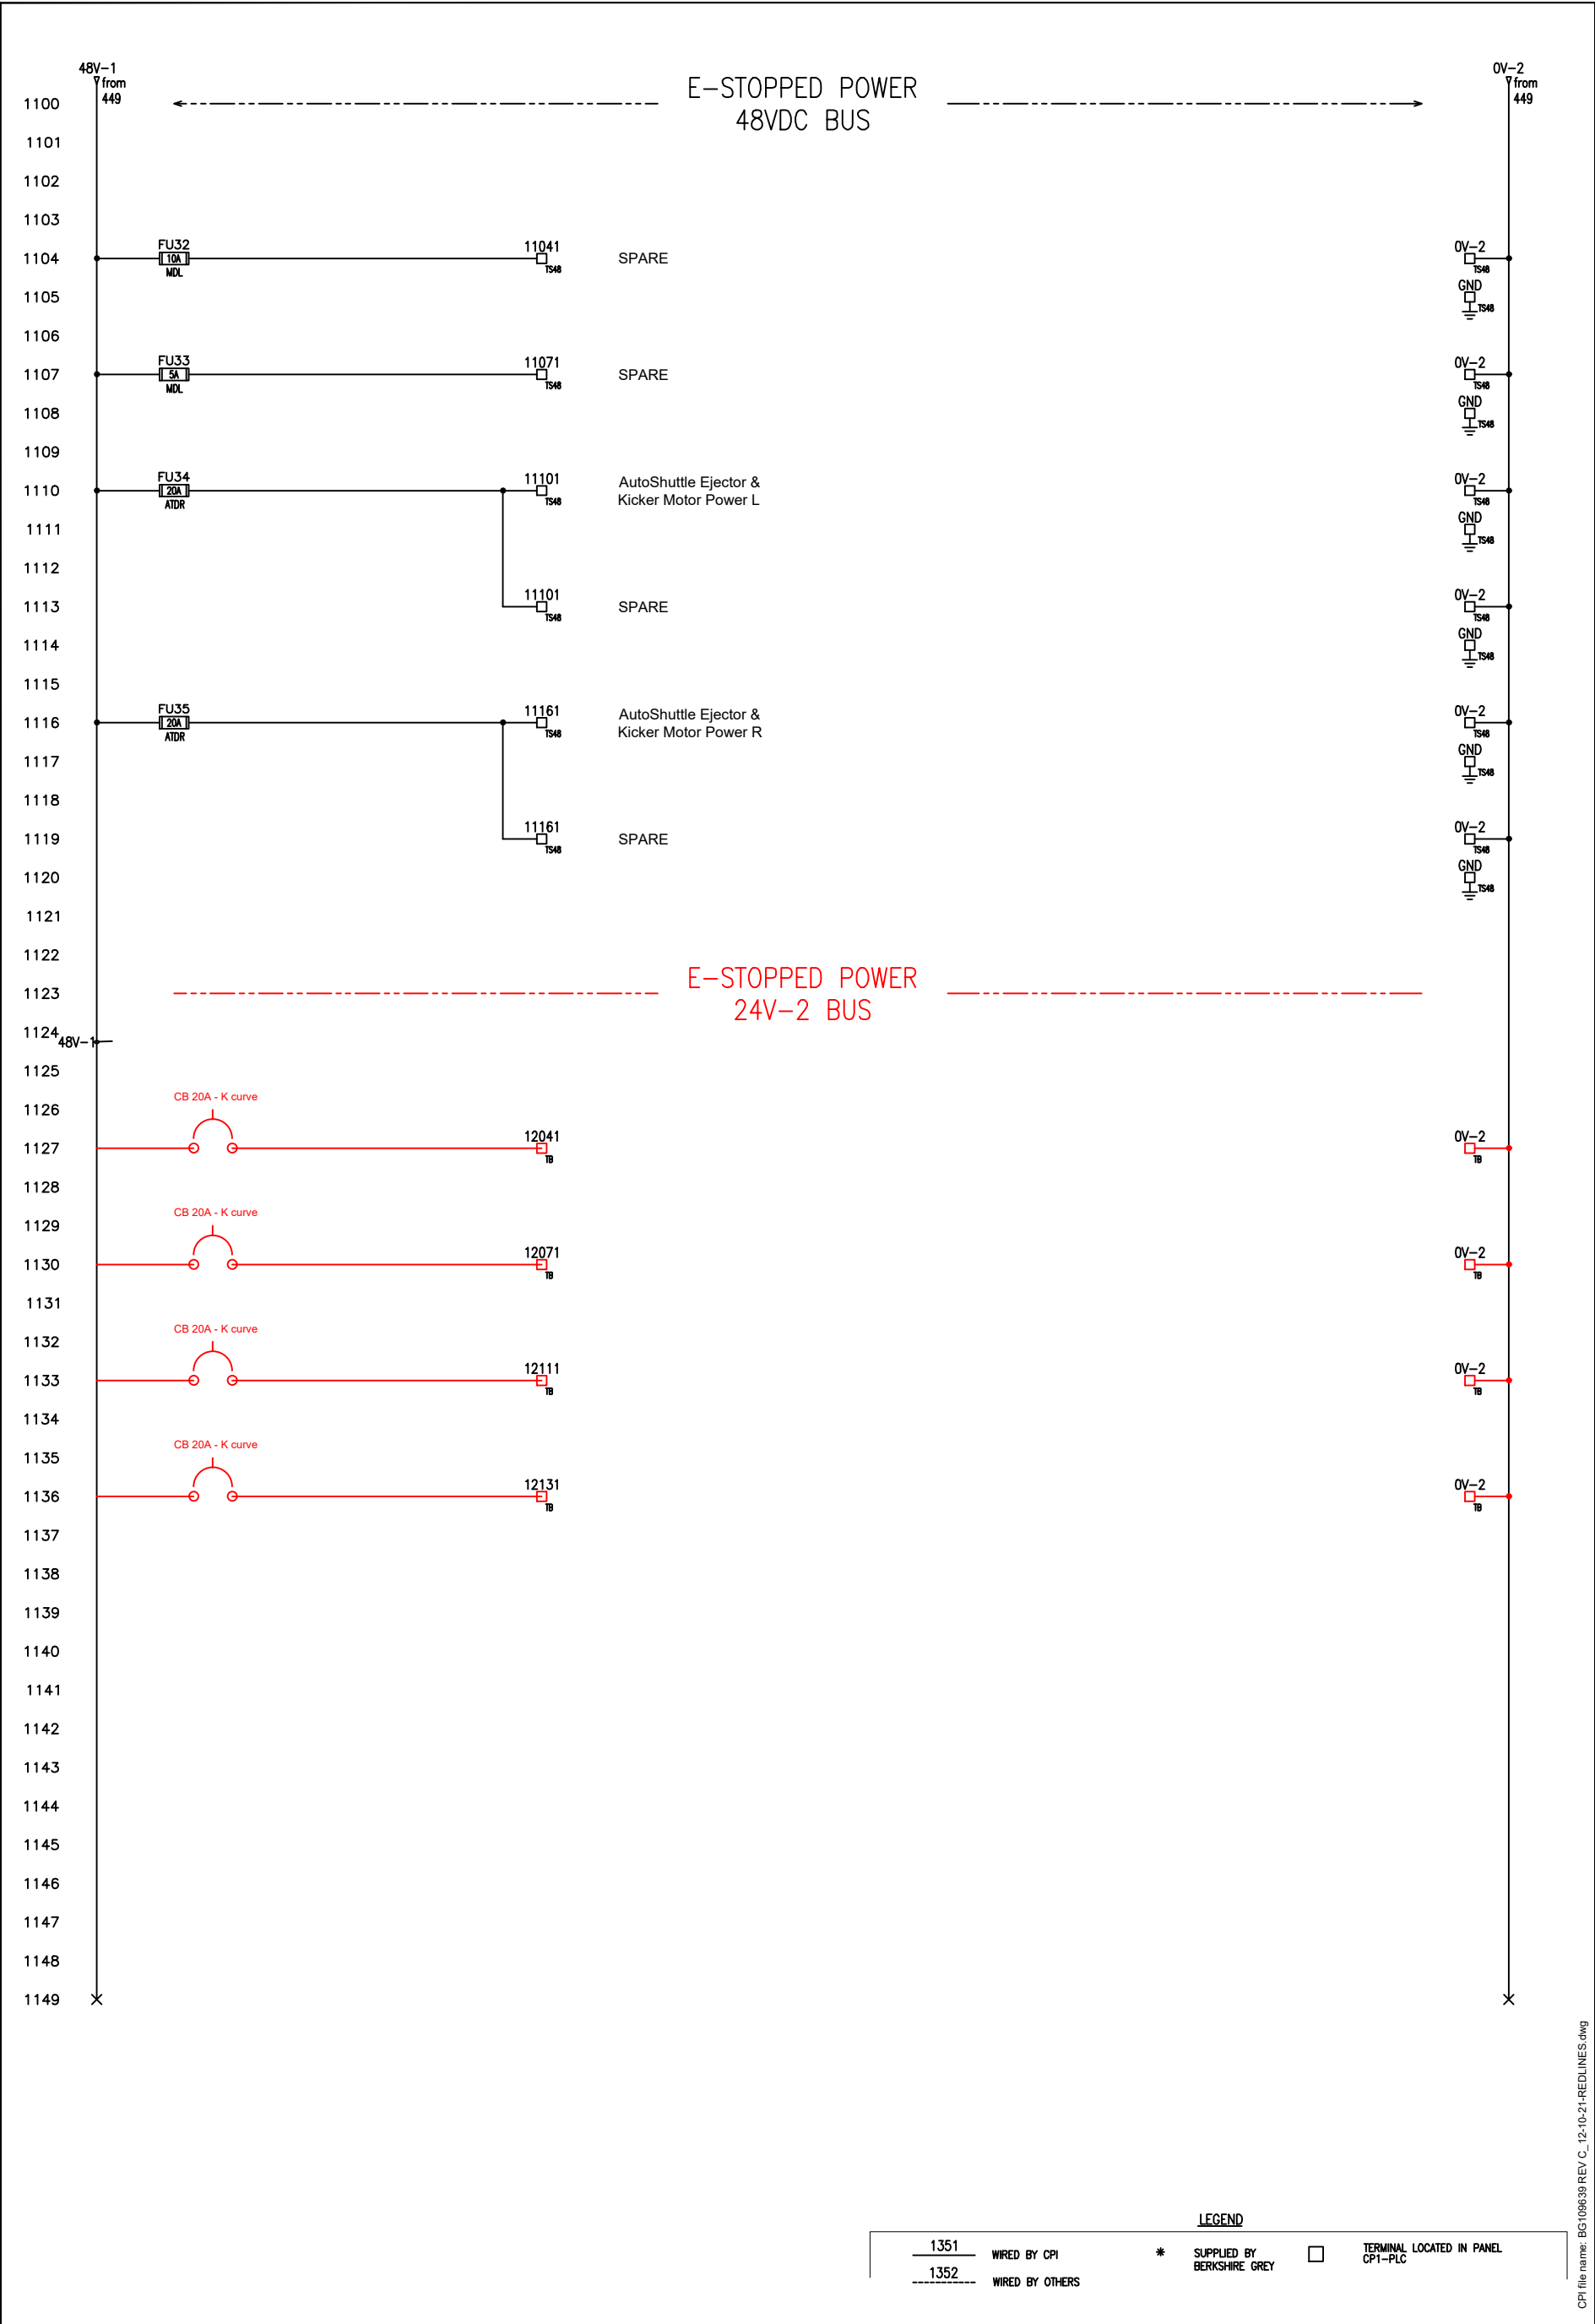 48V-1
from
449
0V-2
from
449
E-STOPPED POWER
48VDC BUS
1100
1101
1102
1103
1104
FU32
10A
MDL
11041
TS48
SPARE
0V-2
TS48
1105
GND
TS48
1106
1107
FU33
5A
MDL
11071
TS48
SPARE
0V-2
TS48
1108
GND
TS48
1109
1110
FU34
20A
ATDR
11101
TS48
AutoShuttle Ejector &
Kicker Motor Power L
0V-2
TS48
1111
GND
TS48
1112
1113
11101
TS48
SPARE
0V-2
TS48
1114
GND
TS48
1115
1116
FU35
20A
ATDR
11161
TS48
AutoShuttle Ejector &
Kicker Motor Power R
0V-2
TS48
1117
GND
TS48
1118
1119
11161
TS48
SPARE
0V-2
TS48
1120
GND
TS48
1121
1122
1123
E-STOPPED POWER
24V-2 BUS
1124
48V-1
1125
1126
CB 20A - K curve
1127
12041
TB
0V-2
TB
1128
1129
CB 20A - K curve
1130
12071
TB
0V-2
TB
1131
1132
CB 20A - K curve
1133
12111
TB
0V-2
TB
1134
1135
CB 20A - K curve
1136
12131
TB
0V-2
TB
1137
1138
1139
1140
1141
1142
1143
1144
1145
1146
1147
1148
1149
LEGEND
1351 WIRED BY CPI
1352 WIRED BY OTHERS
* SUPPLIED BY
BERKSHIRE GREY
TERMINAL LOCATED IN PANEL
CP1-PLC
CPI file name: BG109639 REV C_12-10-21-REDLINES.dwg